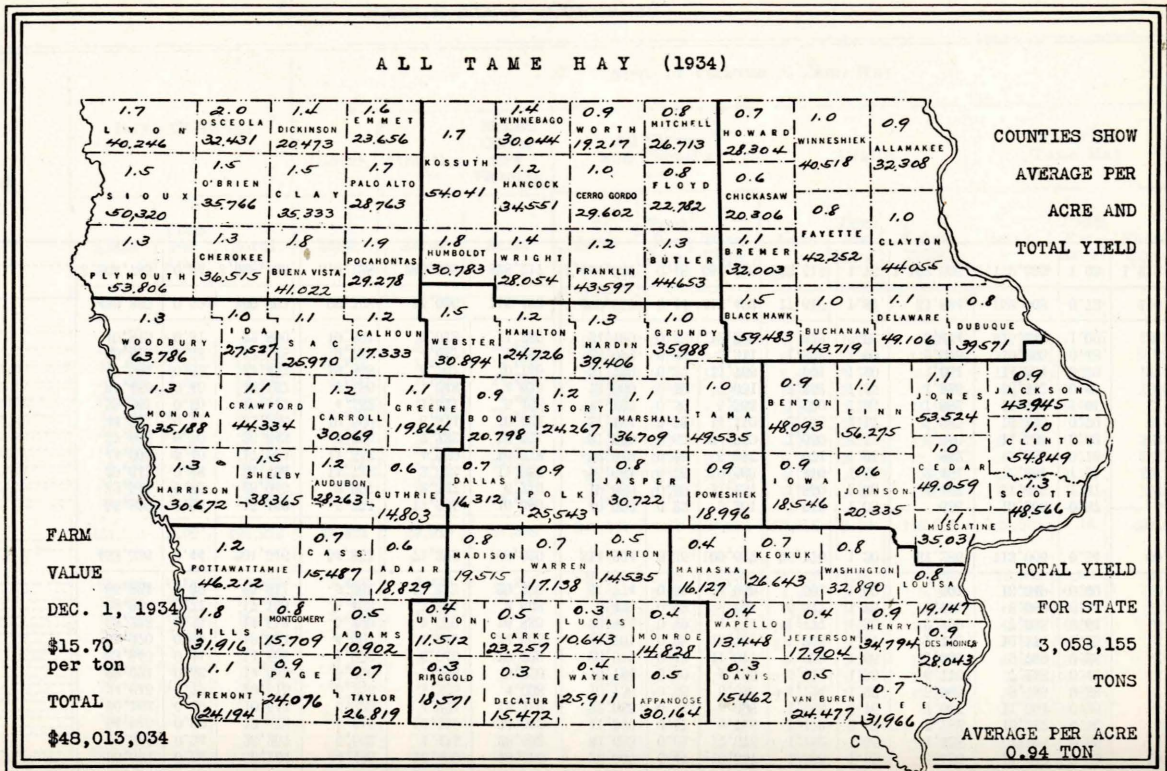 ALL TAME HAY (1934)
COUNTIES SHOW
AVERAGE PER
ACRE AND
TOTAL YIELD
1.7 LYON 40,246
2.0 OSCEOLA 32,431
1.4 DICKINSON 20,473
1.6 EMMET 23,656
1.7 KOSSUTH 54,041
1.4 WINNEBAGO 30,044
0.9 WORTH 19,217
0.8 MITCHELL 26,713
0.7 HOWARD 28,304
1.0 WINNESHIEK 40,518
0.9 ALLAMAKEE 32,308
1.5 SIOUX 50,320
1.5 O'BRIEN 35,766
1.5 CLAY 35,333
1.7 PALO ALTO 28,763
1.2 HANCOCK 34,551
1.0 CERRO GORDO 29,602
0.8 FLOYD 22,782
0.6 CHICKASAW 20,306
0.8 FAYETTE 42,252
1.0 CLAYTON 44,055
1.3 PLYMOUTH 53,806
1.3 CHEROKEE 36,515
1.8 BUENA VISTA 41,022
1.9 POCAHONTAS 29,278
1.8 HUMBOLDT 30,783
1.4 WRIGHT 28,054
1.2 FRANKLIN 43,597
1.3 BUTLER 44,653
1.1 BREMER 32,003
1.3 WOODBURY 63,786
1.0 IDA 27,527
1.1 SAC 25,970
1.2 CALHOUN 17,333
1.5 WEBSTER 30,894
1.2 HAMILTON 24,726
1.3 HARDIN 39,406
1.0 GRUNDY 35,988
1.5 BLACK HAWK 59,483
1.0 BUCHANAN 43,719
1.1 DELAWARE 49,106
0.8 DUBUQUE 39,571
1.3 MONONA 35,188
1.1 CRAWFORD 44,334
1.1 CARROLL 30,069
1.1 GREENE 19,864
0.9 BOONE 20,798
1.2 STORY 24,267
1.1 MARSHALL 36,709
1.0 TAMA 49,535
0.9 BENTON 48,093
1.1 LINN 56,275
JONES 53,524
0.9 JACKSON 43,945
1.0 CLINTON 54,849
1.3 HARRISON 30,672
1.5 SHELBY 38,365
1.2 AUDUBON 28,263
0.6 GUTHRIE 14,803
0.7 DALLAS 16,312
0.9 POLK 25,543
0.8 JASPER 30,722
0.9 POWESHIEK 18,996
0.9 IOWA 18,546
0.6 JOHNSON 20,335
1.0 CEDAR 49,059
1.3 SCOTT 48,566
1.1 MUSCATINE 35,031
1.2 POTTAWATTAMIE 46,212
0.7 CASS 15,487
0.6 ADAIR 18,829
0.8 MADISON 19,515
0.7 WARREN 17,138
0.5 MARION 14,535
0.4 MAHASKA 16,127
0.7 KEOKUK 26,643
0.8 WASHINGTON 32,890
0.8 LOUISA 19,147
1.8 MILLS 31,916
0.8 MONTGOMERY 15,709
0.5 ADAMS 10,902
0.4 UNION 11,512
0.5 CLARKE 23,257
0.3 LUCAS 10,643
0.4 MONROE 14,828
0.4 WAPELLO 13,448
0.4 JEFFERSON 17,904
0.9 HENRY 34,794
0.9 DES MOINES 28,043
1.1 FREMONT 24,194
0.9 PAGE 24,076
0.7 TAYLOR 26,819
0.3 RINGGOLD 18,571
0.3 DECATUR 15,472
0.4 WAYNE 25,911
0.5 APPANOOSE 30,164
0.3 DAVIS 15,462
0.5 VAN BUREN 24,477
0.7 LEE 31,966
FARM
VALUE
DEC. 1, 1934
$15.70
per ton
TOTAL
$48,013,034
TOTAL YIELD
FOR STATE
3,058,155
TONS
AVERAGE PER ACRE
0.94 TON
C